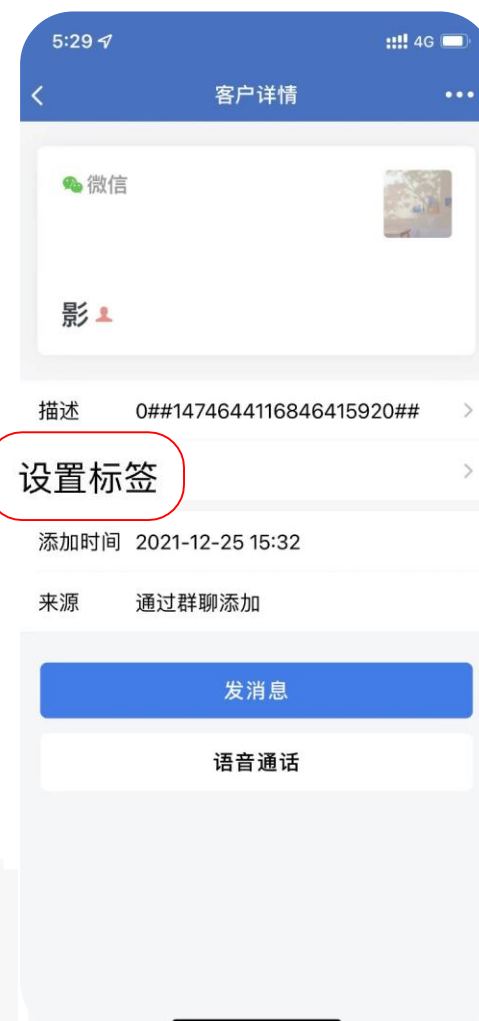 5:29
4G
客户详情
微信
影
描述 0##1474644116846415920##
设置标签
添加时间 2021-12-25 15:32
来源 通过群聊添加
发消息
语音通话